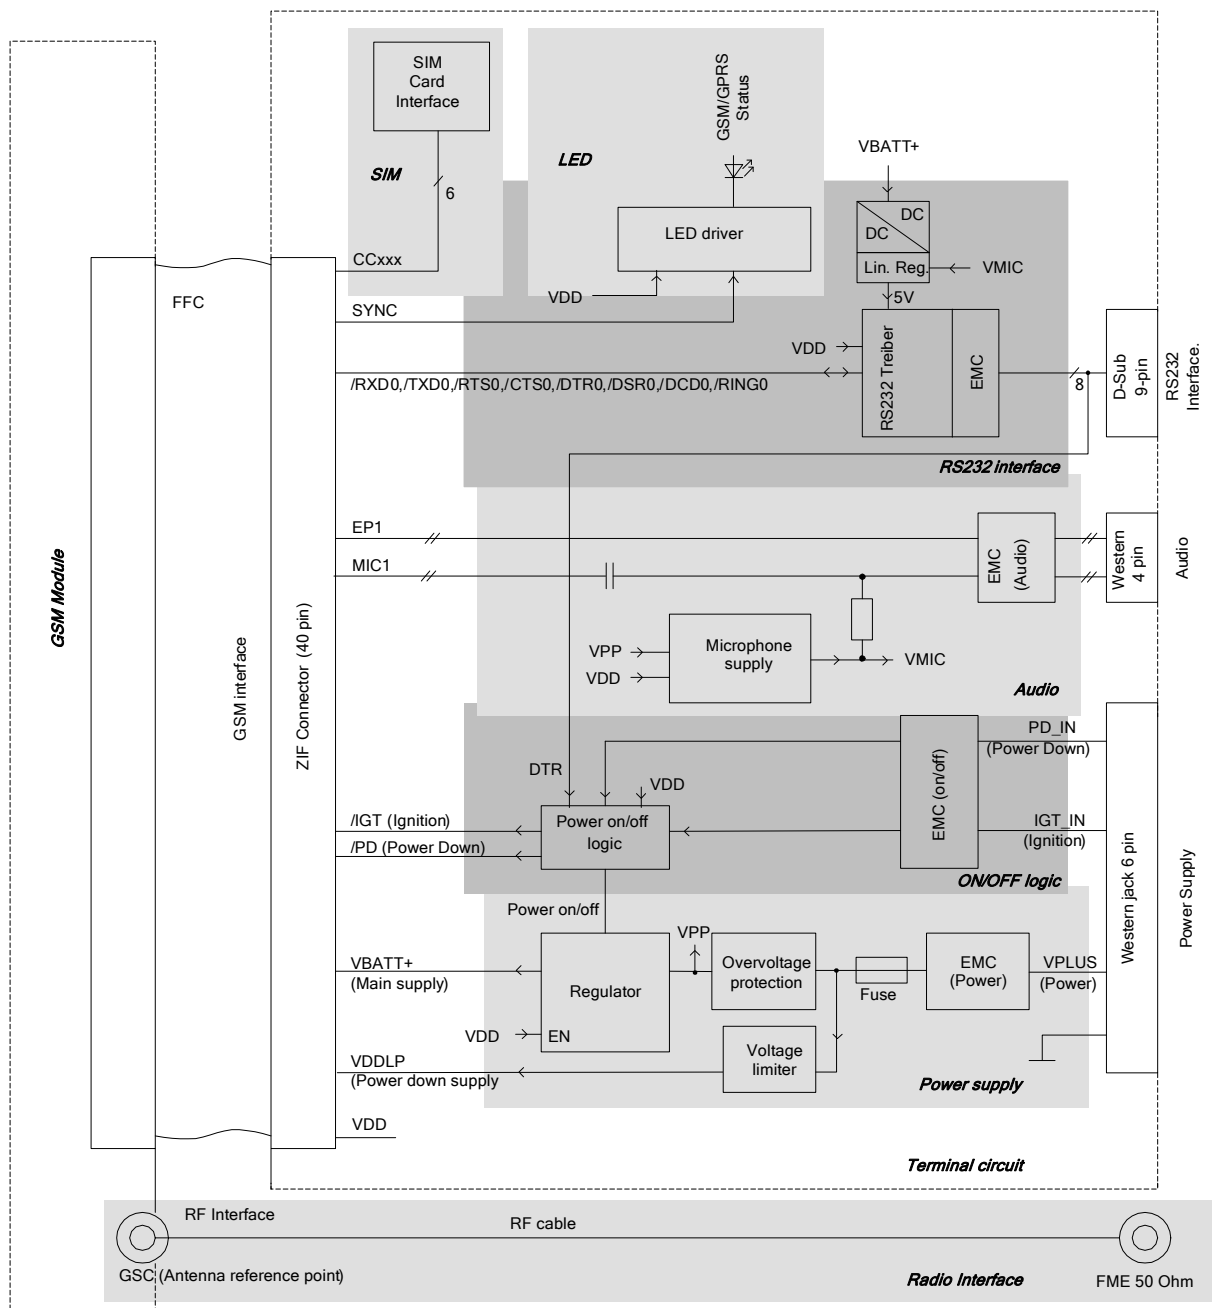 SIM
Card
Interface
SIM
6
LED
GSM/GPRS
Status
LED driver
VDD
VBATT+
DC
DC
Lin. Reg.
VMIC
5V
CCxxx
SYNC
FFC
VDD
/RXD0,/TXD0,/RTS0,/CTS0,/DTR0,/DSR0,/DCD0,/RING0
RS232 Treiber
EMC
8
D-Sub
9-pin
RS232
Interface.
RS232 interface
GSM Module
GSM interface
ZIF Connector (40 pin)
EP1
MIC1
EMC
(Audio)
Western
4 pin
Audio
Microphone
supply
VPP
VDD
VMIC
Audio
DTR
VDD
Power on/off
logic
EMC (on/off)
PD_IN
(Power Down)
IGT_IN
(Ignition)
/IGT (Ignition)
/PD (Power Down)
ON/OFF logic
Western jack 6 pin
Power Supply
Power on/off
VPP
VBATT+
(Main supply)
Regulator
Overvoltage
protection
Fuse
EMC
(Power)
VPLUS
(Power)
VDD
EN
VDDLP
(Power down supply
Voltage
limiter
Power supply
VDD
Terminal circuit
RF Interface
RF cable
GSC (Antenna reference point)
Radio Interface
FME 50 Ohm